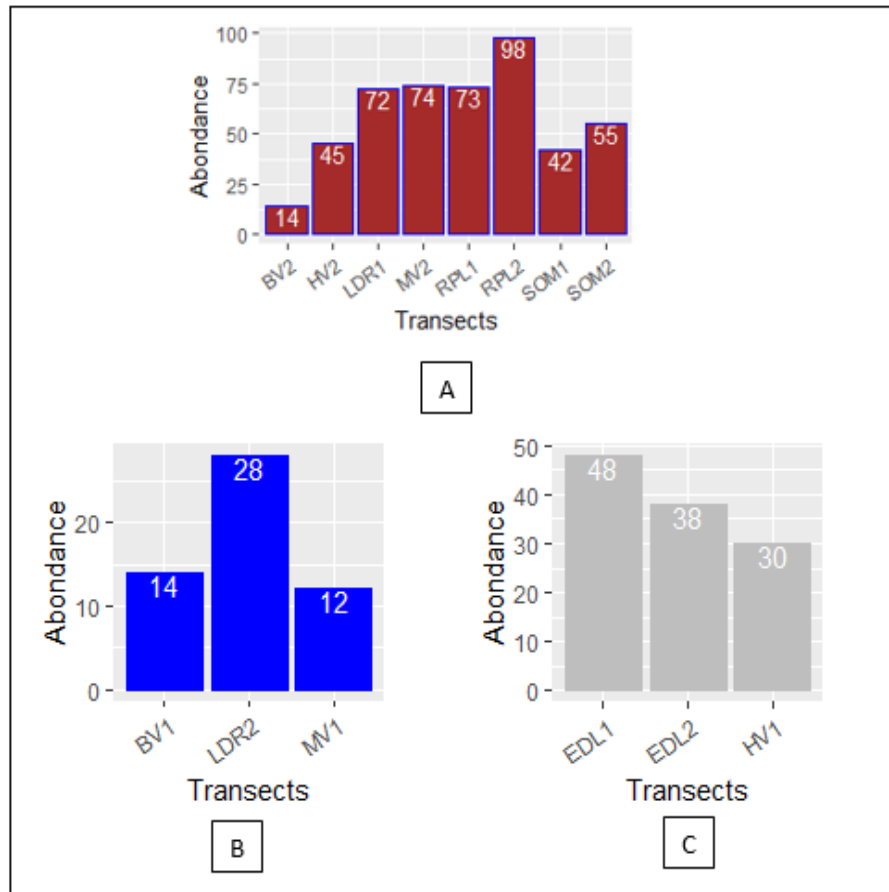 Abondance
100
75
50
25
0
14
45
72
74
73
98
42
55
BV2 HV2 LDR1 MV2 RPL1 RPL2 SOM1 SOM2
Transects
A
Abondance
20
10
0
14
28
12
BV1 LDR2 MV1
Transects
B
Abondance
50
40
30
20
10
0
48
38
30
EDL1 EDL2 HV1
Transects
C